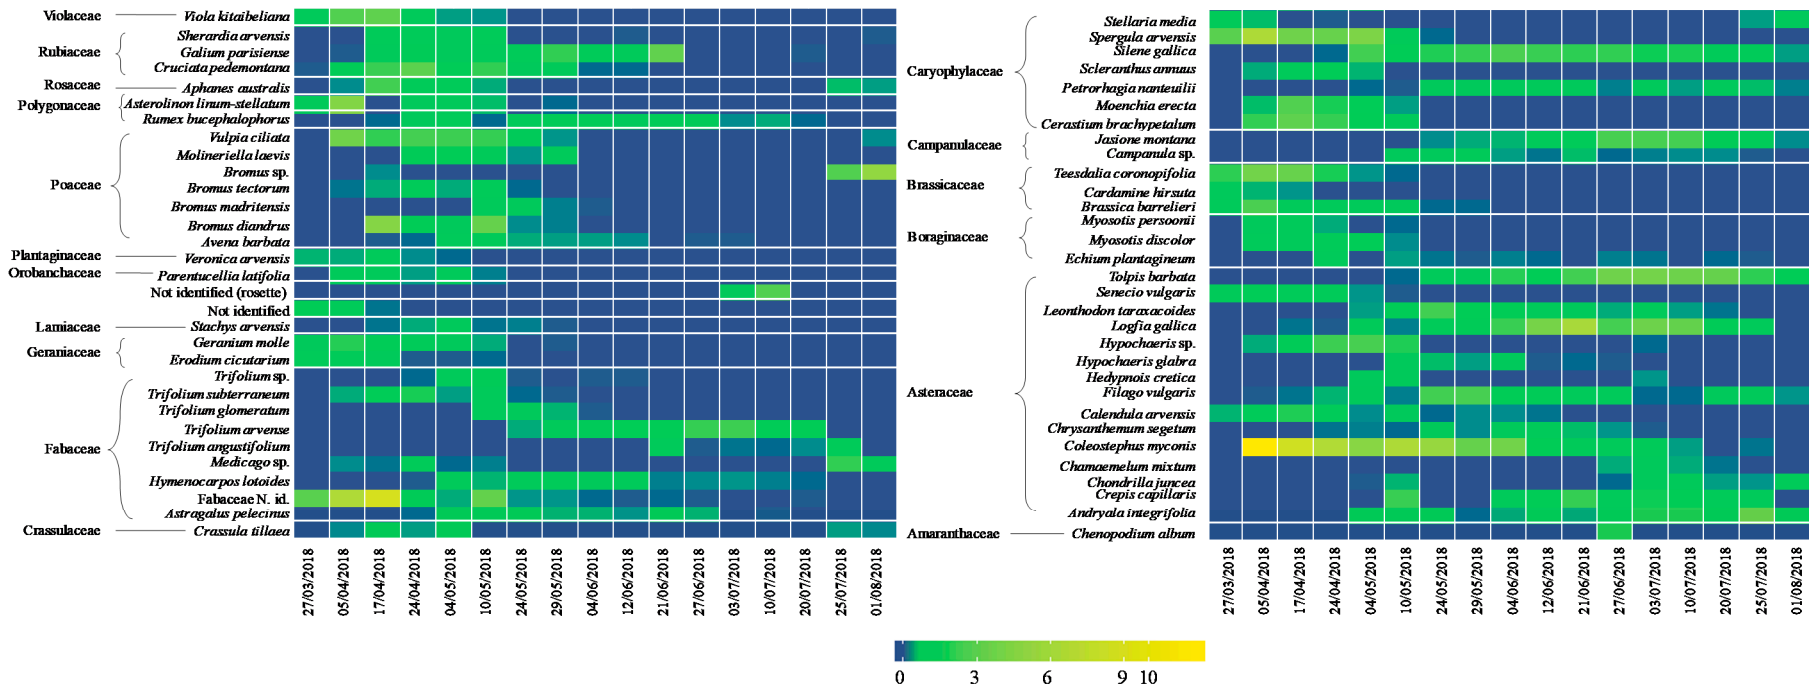 Violaceae Viola kitaibeliana
Rubiaceae Sherardia arvensis
Galium parisiense
Cruciata pedemontana
Rosaceae Aphanes australis
Polygonaceae Asterolinon linum-stellatum
Rumex bucephalophorus
Poaceae Vulpia ciliata
Molineriella laevis
Bromus sp.
Bromus tectorum
Bromus madritensis
Bromus diandrus
Avena barbata
Plantaginaceae Veronica arvensis
Orobanchaceae Parentucellia latifolia
Not identified (rosette)
Not identified
Lamiaceae Stachys arvensis
Geraniaceae Geranium molle
Erodium cicutarium
Fabaceae Trifolium sp.
Trifolium subterraneum
Trifolium glomeratum
Trifolium arvense
Trifolium angustifolium
Medicago sp.
Hymenocarpos lotoides
Fabaceae N. id.
Astragalus pelecinus
Crassulaceae Crassula tillaea
27/03/2018
05/04/2018
17/04/2018
24/04/2018
04/05/2018
10/05/2018
24/05/2018
29/05/2018
04/06/2018
12/06/2018
21/06/2018
27/06/2018
03/07/2018
10/07/2018
20/07/2018
25/07/2018
01/08/2018
Caryophylaceae Stellaria media
Spergula arvensis
Silene gallica
Scleranthus annuus
Petrorhagia nanteuilii
Moenchia erecta
Cerastium brachypetalum
Campanulaceae Jasione montana
Campanula sp.
Brassicaceae Teesdalia coronopifolia
Cardamine hirsuta
Brassica barrelieri
Boraginaceae Myosotis persoonii
Myosotis discolor
Echium plantagineum
Asteraceae Tolpis barbata
Senecio vulgaris
Leonthodon taraxacoides
Logfia gallica
Hypochaeris sp.
Hypochaeris glabra
Hedypnois cretica
Filago vulgaris
Calendula arvensis
Chrysanthemum segetum
Coleostephus myconis
Chamaemelum mixtum
Chondrilla juncea
Crepis capillaris
Andryala integrifolia
Amaranthaceae Chenopodium album
27/03/2018
05/04/2018
17/04/2018
24/04/2018
04/05/2018
10/05/2018
24/05/2018
29/05/2018
04/06/2018
12/06/2018
21/06/2018
27/06/2018
03/07/2018
10/07/2018
20/07/2018
25/07/2018
01/08/2018
0 3 6 9 10